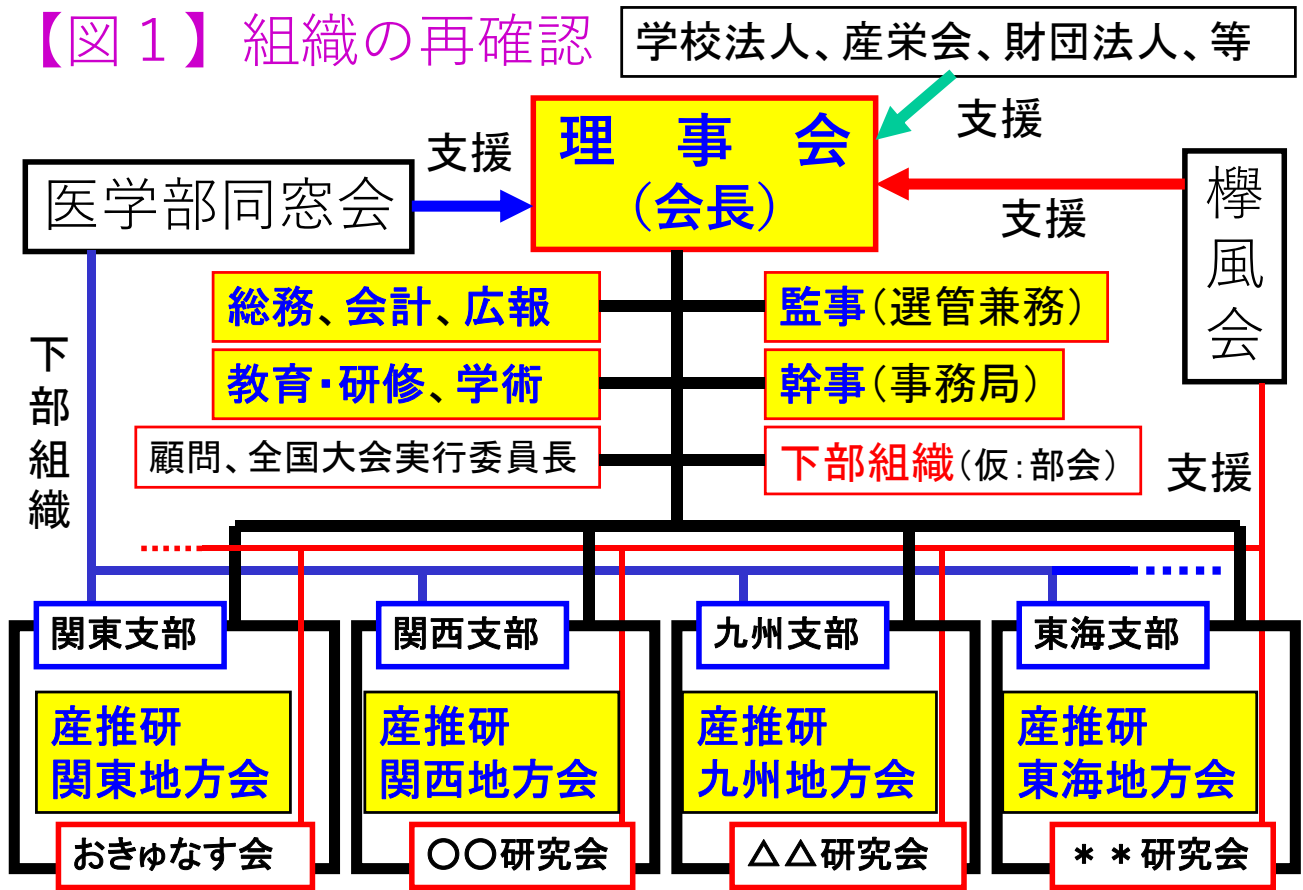 【図１】組織の再確認
学校法人、産栄会、財団法人、等
支援
支援
支援
理　事　会
（会長）
医学部同窓会
欅風会
総務、会計、広報
監事（選管兼務）
教育・研修、学術
幹事（事務局）
顧問、全国大会実行委員長
下部組織（仮：部会）
下部組織
支援
関東支部
関西支部
九州支部
東海支部
産推研
関東地方会
産推研
関西地方会
産推研
九州地方会
産推研
東海地方会
おきゅなす会
○○研究会
△△研究会
＊＊研究会